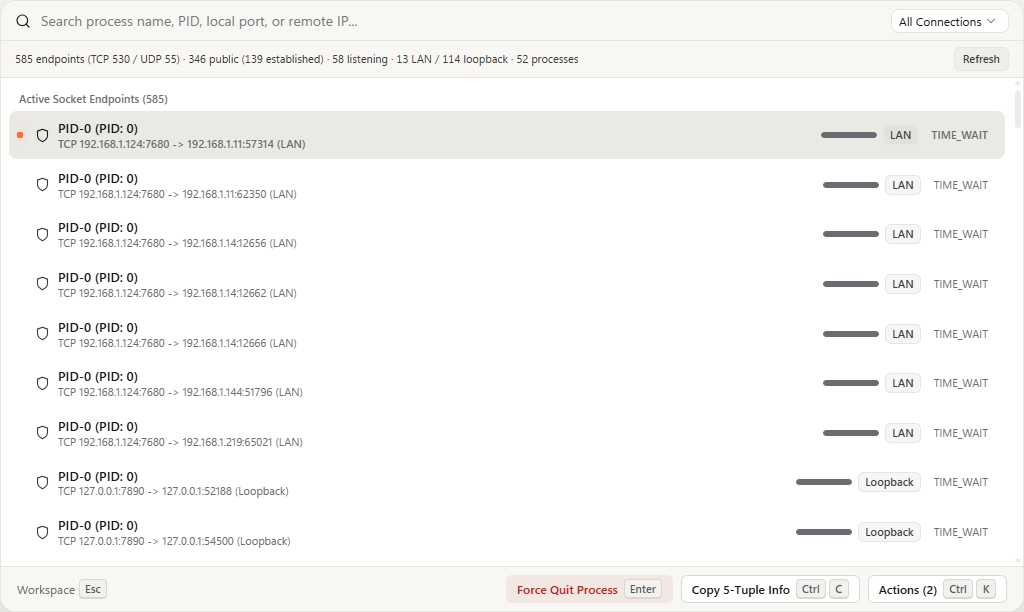 Search process name, PID, local port, or remote IP...
All Connections
585 endpoints (TCP 530 / UDP 55) · 346 public (139 established) · 58 listening · 13 LAN / 114 loopback · 52 processes
Refresh
Active Socket Endpoints (585)
PID-0 (PID: 0)
TCP 192.168.1.124:7680 -> 192.168.1.11:57314 (LAN)
LAN TIME_WAIT
PID-0 (PID: 0)
TCP 192.168.1.124:7680 -> 192.168.1.11:62350 (LAN)
LAN TIME_WAIT
PID-0 (PID: 0)
TCP 192.168.1.124:7680 -> 192.168.1.14:12656 (LAN)
LAN TIME_WAIT
PID-0 (PID: 0)
TCP 192.168.1.124:7680 -> 192.168.1.14:12662 (LAN)
LAN TIME_WAIT
PID-0 (PID: 0)
TCP 192.168.1.124:7680 -> 192.168.1.14:12666 (LAN)
LAN TIME_WAIT
PID-0 (PID: 0)
TCP 192.168.1.124:7680 -> 192.168.1.144:51796 (LAN)
LAN TIME_WAIT
PID-0 (PID: 0)
TCP 192.168.1.124:7680 -> 192.168.1.219:65021 (LAN)
LAN TIME_WAIT
PID-0 (PID: 0)
TCP 127.0.0.1:7890 -> 127.0.0.1:52188 (Loopback)
Loopback TIME_WAIT
PID-0 (PID: 0)
TCP 127.0.0.1:7890 -> 127.0.0.1:54500 (Loopback)
Loopback TIME_WAIT
Workspace Esc
Force Quit Process Enter
Copy 5-Tuple Info Ctrl C
Actions (2) Ctrl K